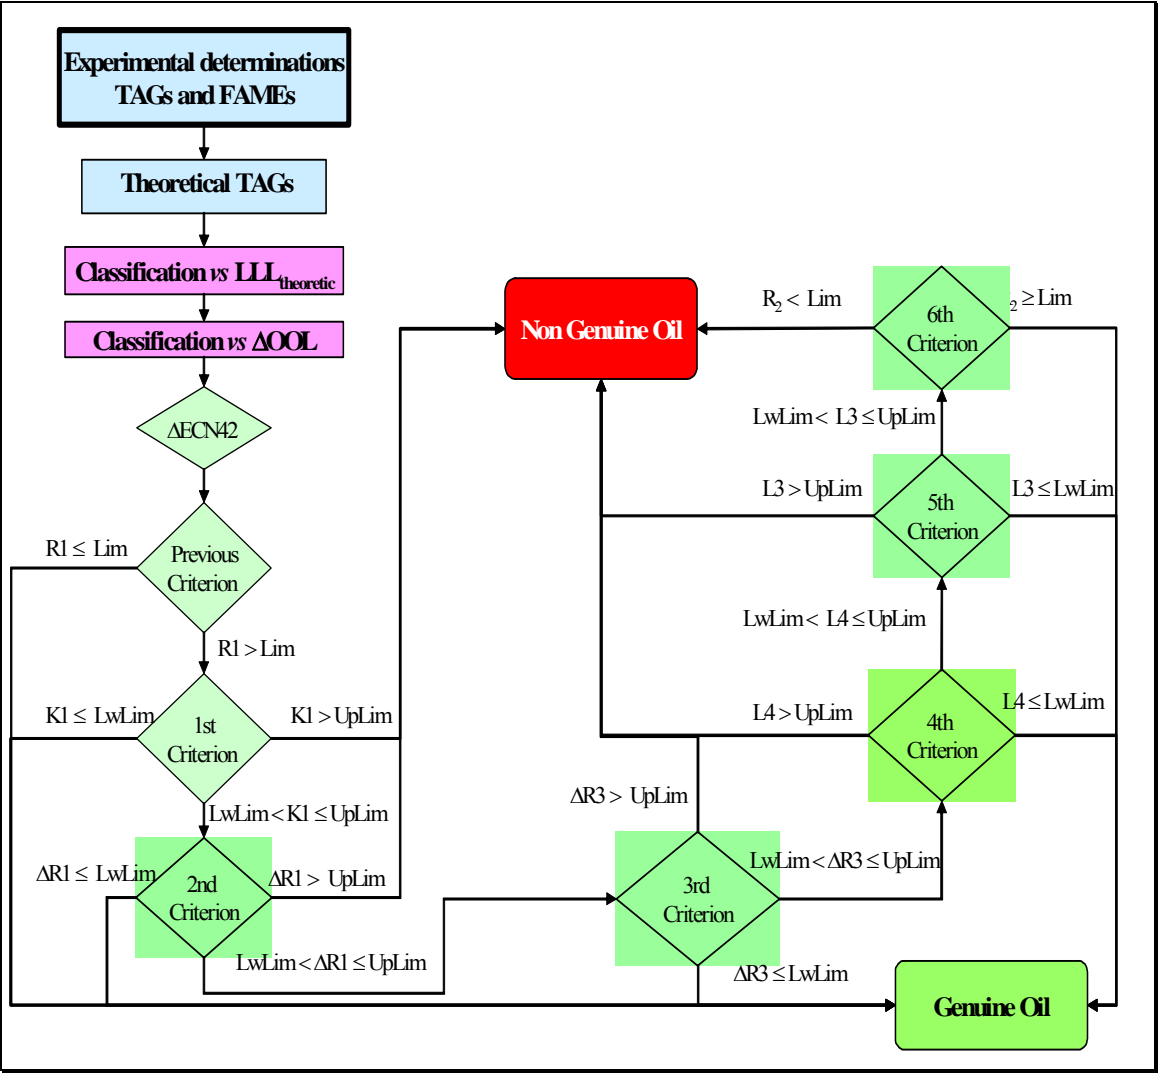 Experimental determinations
TAGs and FAMEs
Theoretical TAGs
Classification vs LLLtheoretic
Classification vs ΔOOL
ΔECN42
R1 ≤ Lim
Previous
Criterion
R1 > Lim
K1 ≤ LwLim
1st
Criterion
K1 > UpLim
LwLim < K1 ≤ UpLim
ΔR1 ≤ LwLim
2nd
Criterion
ΔR1 > UpLim
LwLim < ΔR1 ≤ UpLim
Non Genuine Oil
R2 < Lim
6th
Criterion
2 ≥ Lim
LwLim < L3 ≤ UpLim
L3 > UpLim
5th
Criterion
L3 ≤ LwLim
LwLim < L4 ≤ UpLim
L4 > UpLim
4th
Criterion
L4 ≤ LwLim
ΔR3 > UpLim
LwLim < ΔR3 ≤ UpLim
3rd
Criterion
ΔR3 ≤ LwLim
Genuine Oil